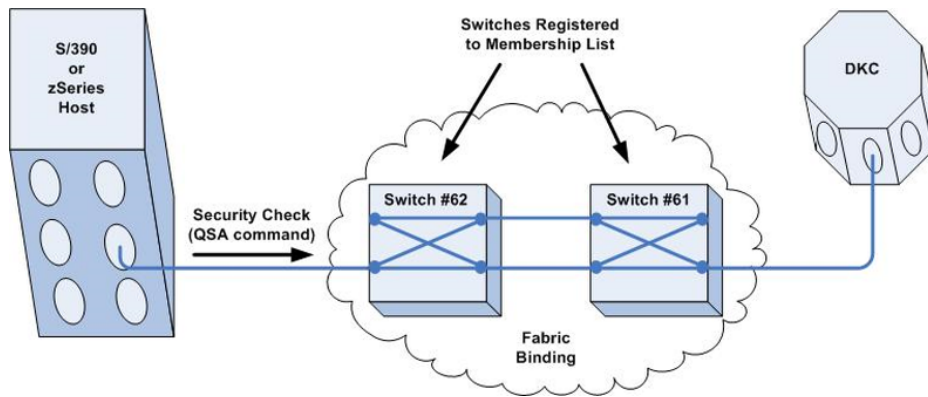 S/390
or
zSeries
Host
Switches Registered
to Membership List
DKC
Security Check
(QSA command)
Switch #62
Switch #61
Fabric
Binding